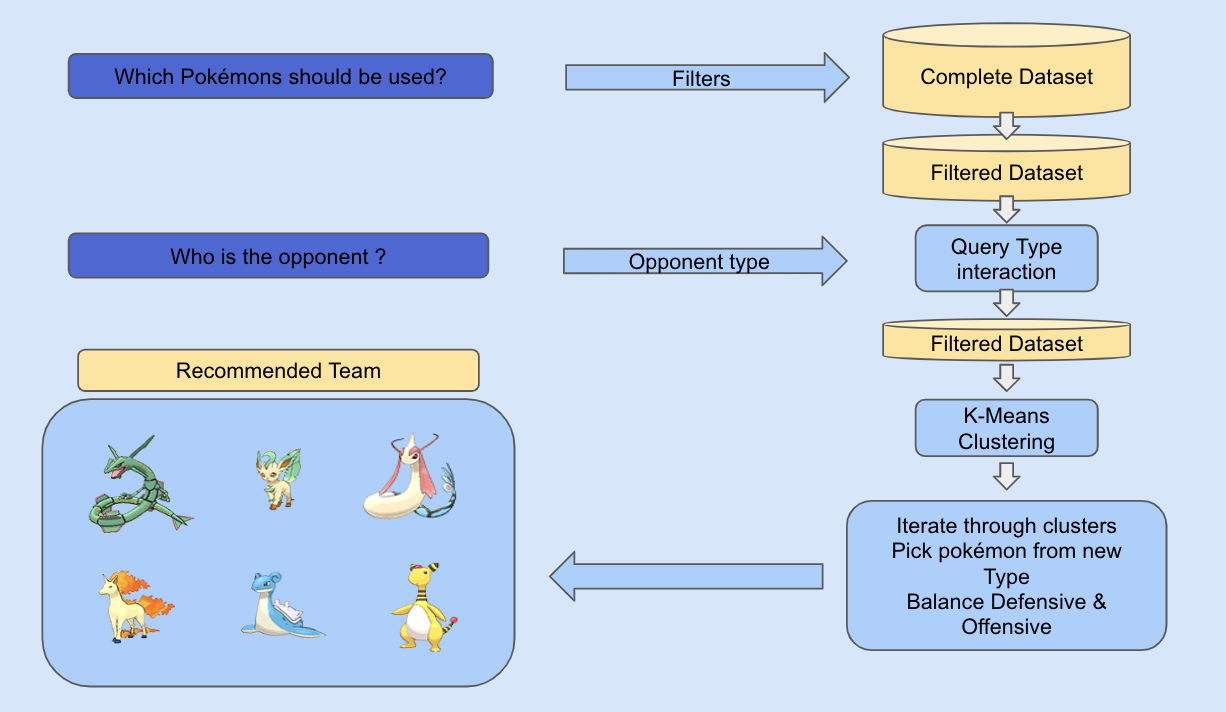 Which Pokémons should be used?
Filters
Complete Dataset
Filtered Dataset
Who is the opponent ?
Opponent type
Query Type
interaction
Filtered Dataset
Recommended Team
K-Means
Clustering
Iterate through clusters
Pick pokémon from new
Type
Balance Defensive &
Offensive